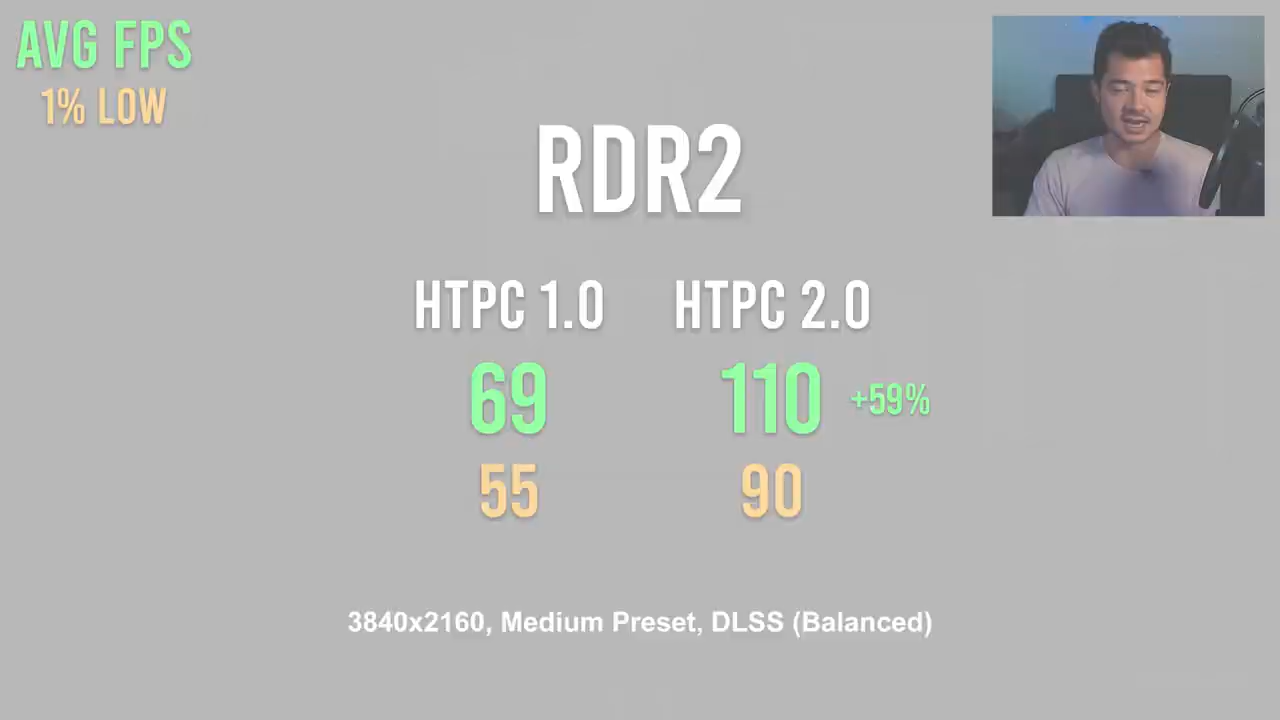 AVG FPS
1% LOW
RDR2
HTPC 1.0 HTPC 2.0
69 110 +59%
55 90
3840x2160, Medium Preset, DLSS (Balanced)